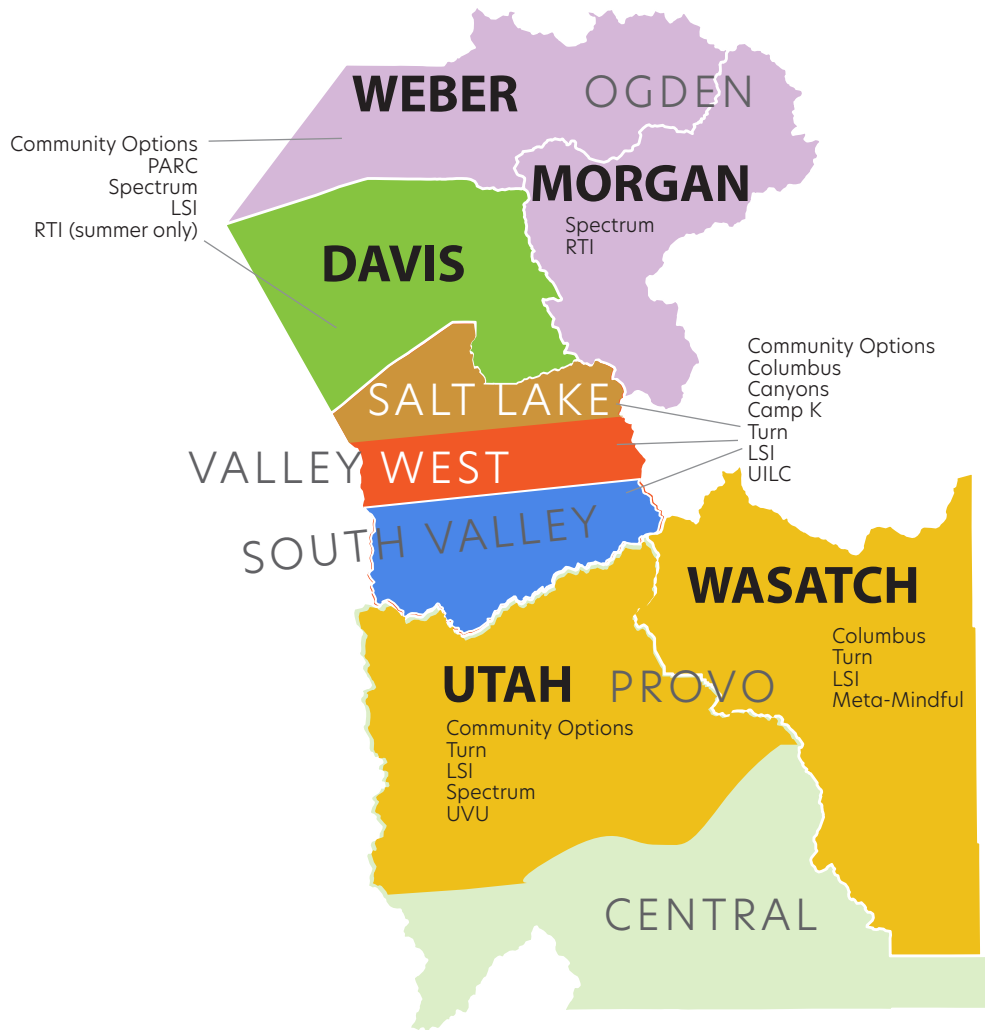 WEBER
OGDEN
Community Options
PARC
Spectrum
LSI
RTI (summer only)
MORGAN
Spectrum
RTI
DAVIS
Community Options
Columbus
Canyons
Camp K
Turn
LSI
UILC
SALT LAKE
VALLEY WEST
SOUTH VALLEY
WASATCH
Columbus
Turn
LSI
Meta-Mindful
UTAH
PROVO
Community Options
Turn
LSI
Spectrum
UVU
CENTRAL